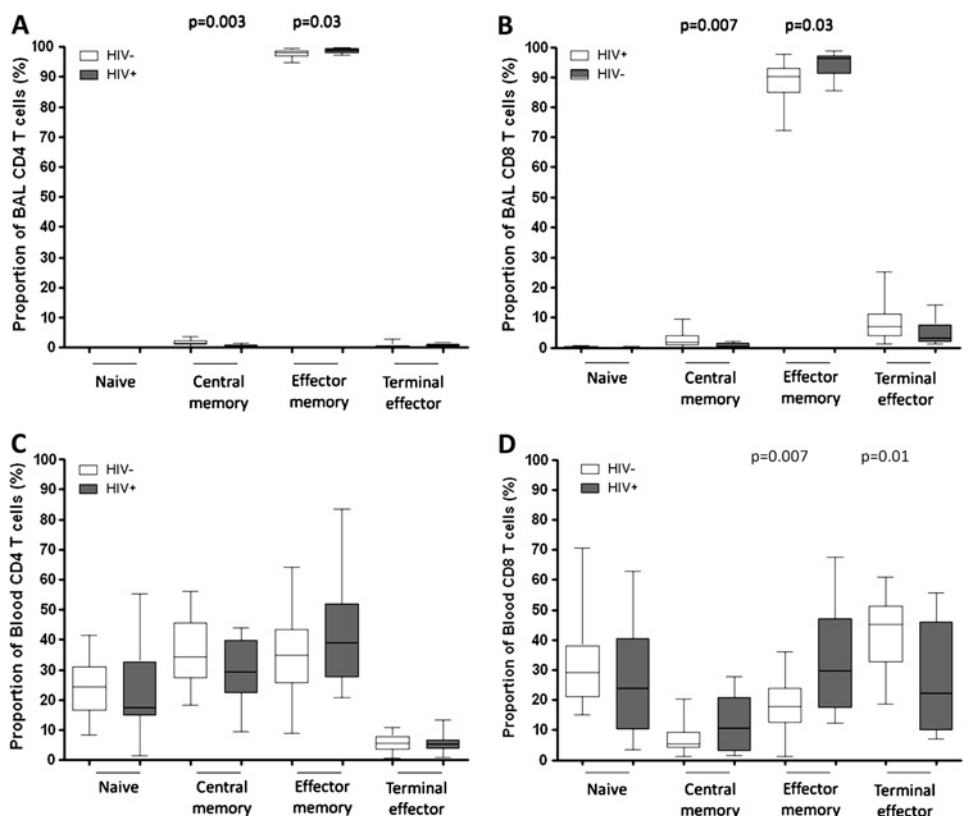 A
p=0.003 p=0.03
HIV-
HIV+
Proportion of BAL CD4 T cells (%)
100
90
80
70
60
50
40
30
20
10
0
Naive Central memory Effector memory Terminal effector
B
p=0.007 p=0.03
HIV+
HIV-
Proportion of BAL CD8 T cells (%)
100
90
80
70
60
50
40
30
20
10
0
Naive Central memory Effector memory Terminal effector
C
HIV-
HIV+
Proportion of Blood CD4 T cells (%)
100
90
80
70
60
50
40
30
20
10
0
Naive Central memory Effector memory Terminal effector
D
p=0.007 p=0.01
HIV-
HIV+
Proportion of Blood CD8 T cells (%)
100
90
80
70
60
50
40
30
20
10
0
Naive Central memory Effector memory Terminal effector